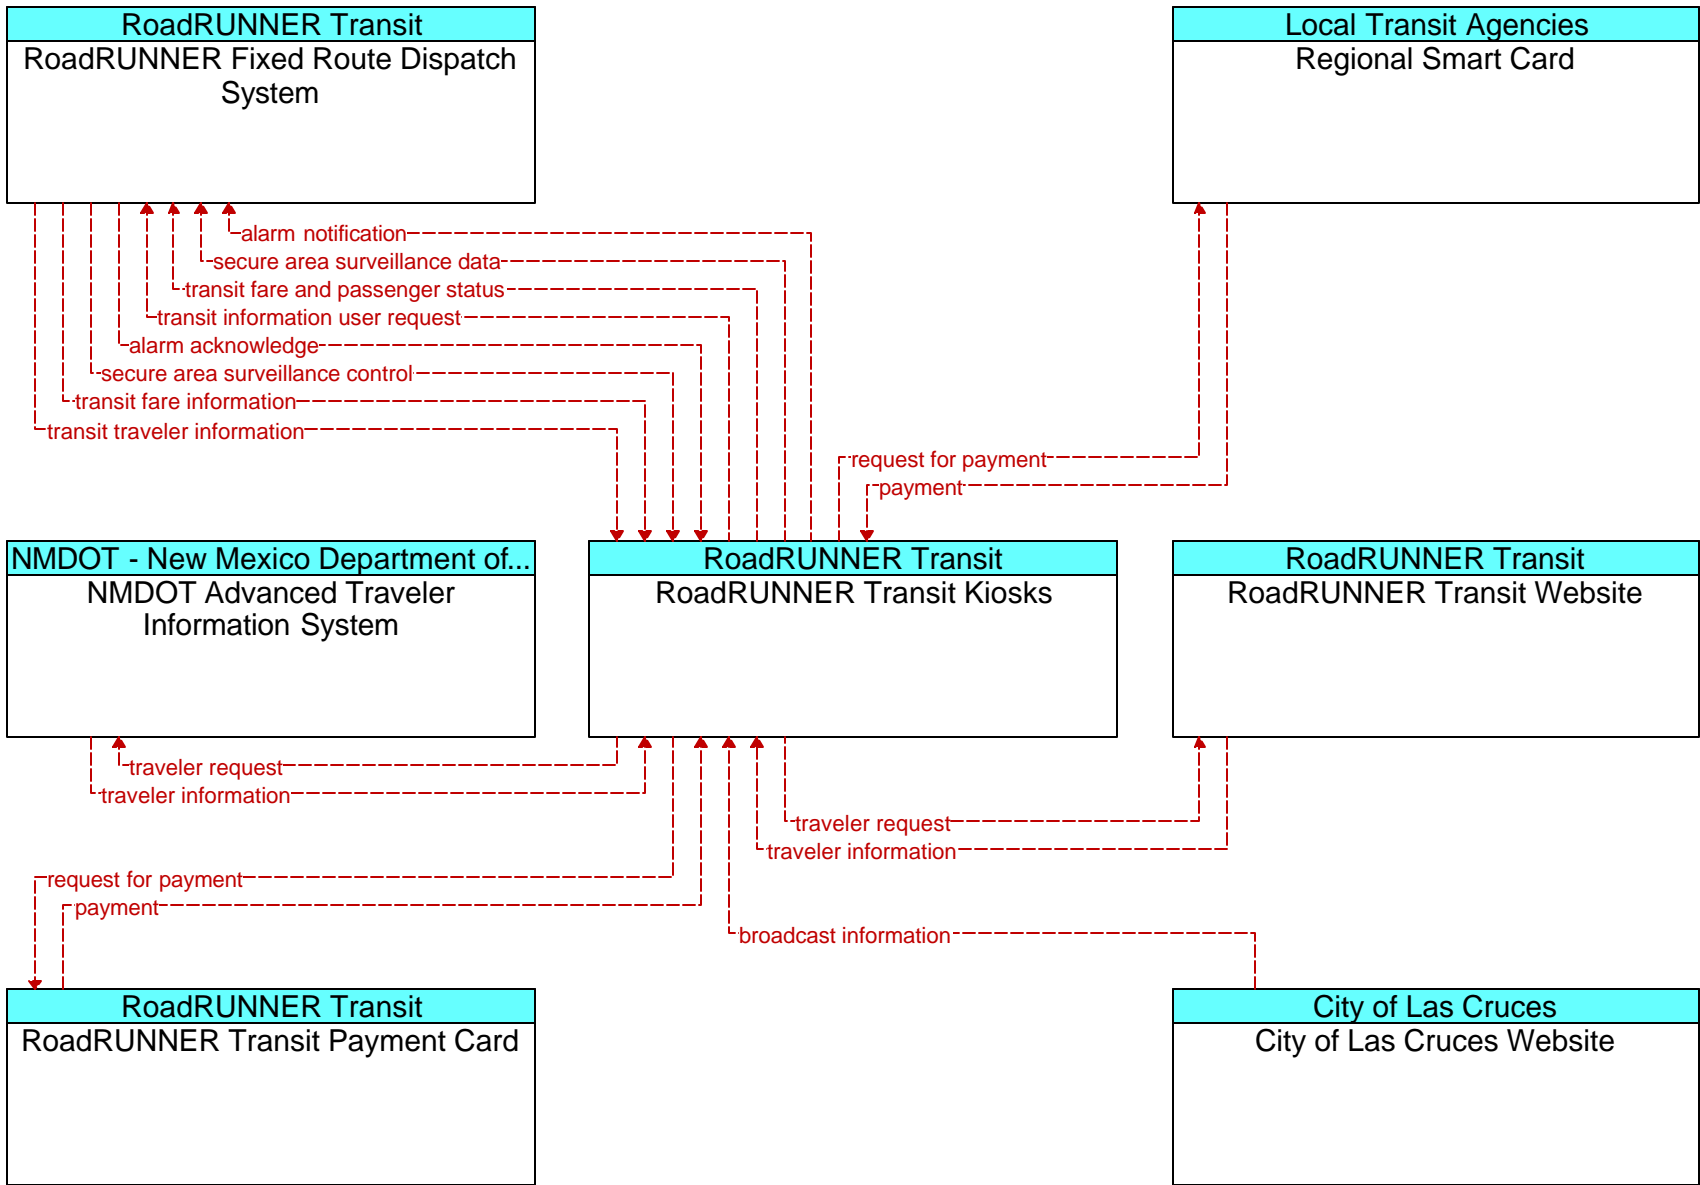 RoadRUNNER Transit
RoadRUNNER Fixed Route Dispatch
System
Local Transit Agencies
Regional Smart Card
alarm notification
secure area surveillance data
transit fare and passenger status
transit information user request
alarm acknowledge
secure area surveillance control
transit fare information
transit traveler information
request for payment
payment
NMDOT - New Mexico Department of...
NMDOT Advanced Traveler
Information System
RoadRUNNER Transit
RoadRUNNER Transit Kiosks
RoadRUNNER Transit
RoadRUNNER Transit Website
traveler request
traveler information
traveler request
traveler information
request for payment
payment
broadcast information
RoadRUNNER Transit
RoadRUNNER Transit Payment Card
City of Las Cruces
City of Las Cruces Website